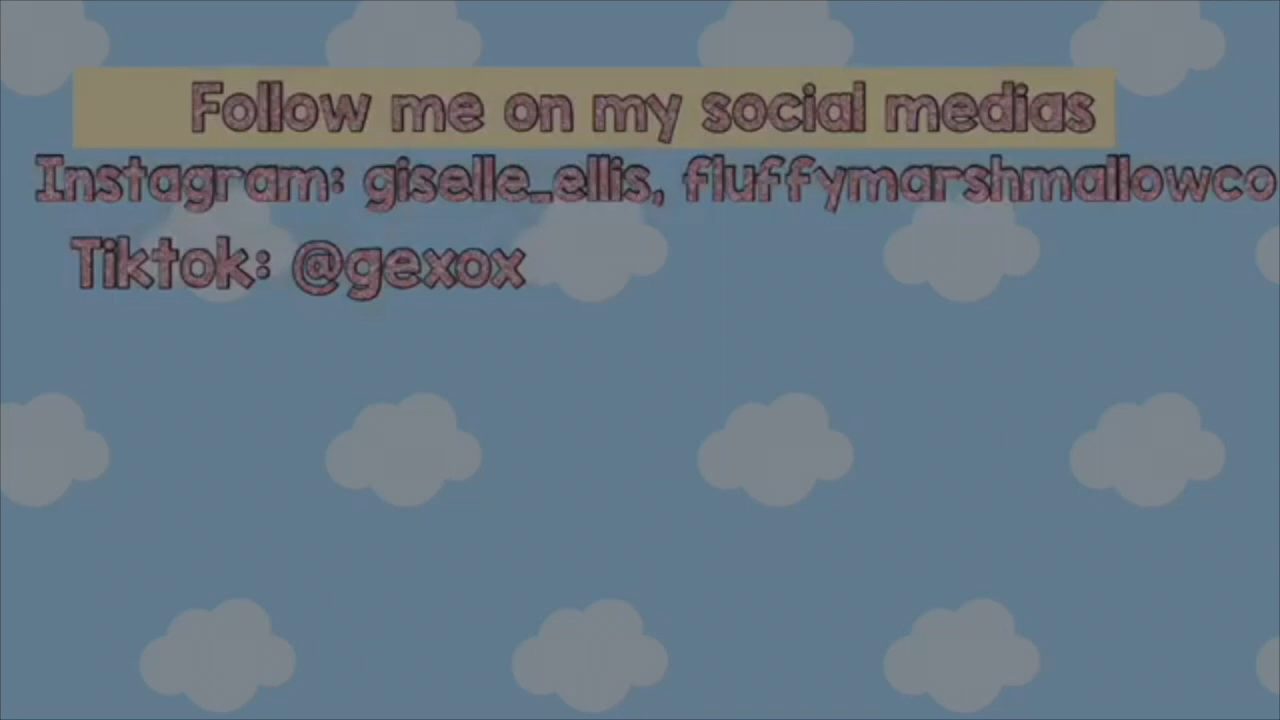 Follow me on my social medias
Instagram: giselle_ellis, fluffymarshmallowco
Tiktok: @gexox